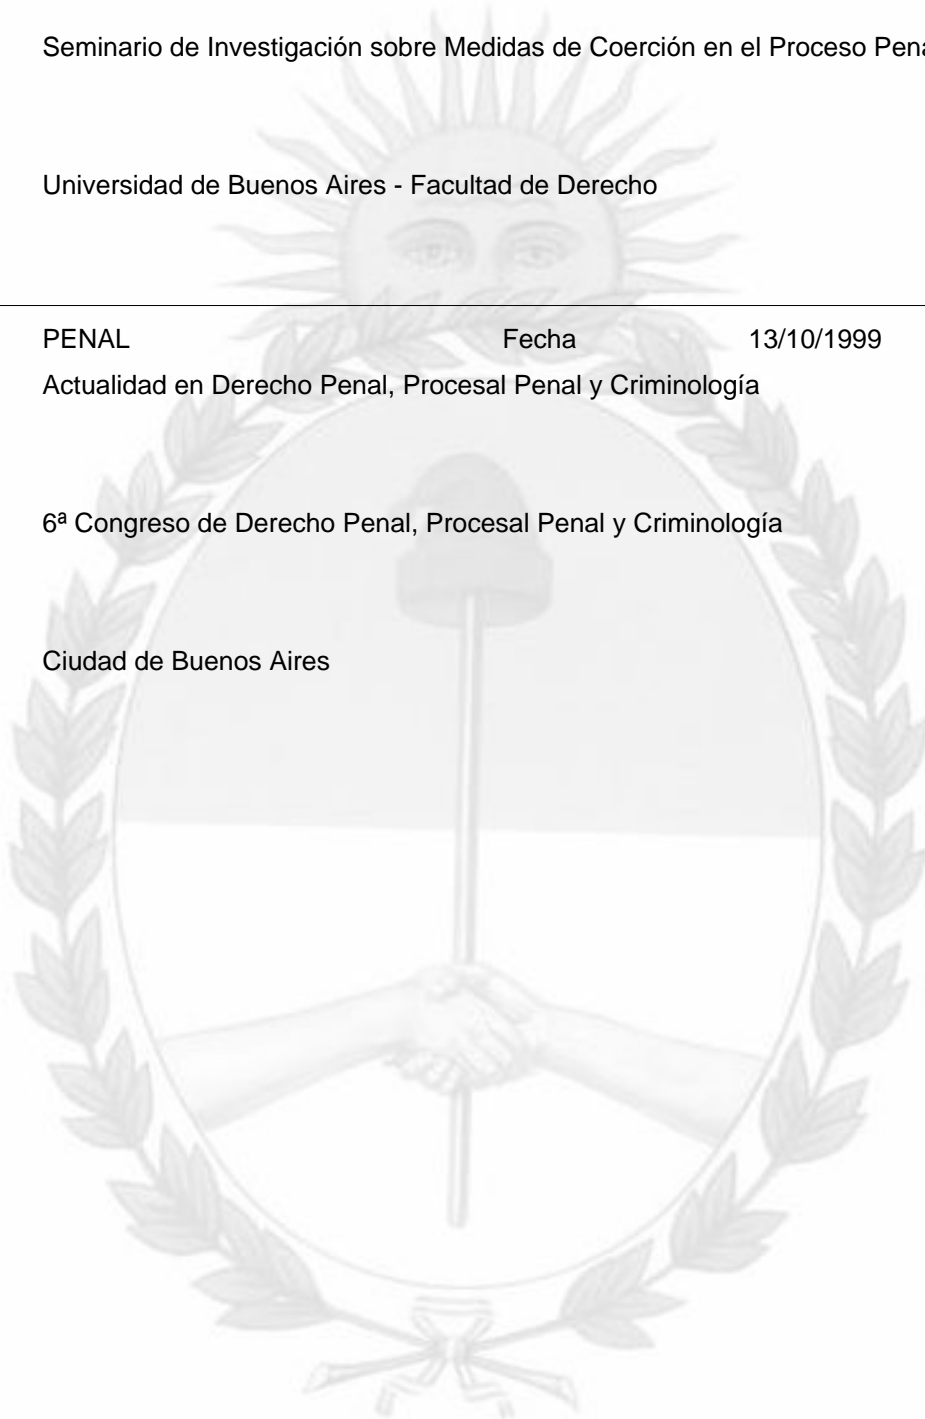 Seminario de Investigación sobre Medidas de Coerción en el Proceso
Universidad de Buenos Aires - Facultad de Derecho
PENAL Fecha 13/10/1999
Actualidad en Derecho Penal, Procesal Penal y Criminología
6ª Congreso de Derecho Penal, Procesal Penal y Criminología
Ciudad de Buenos Aires